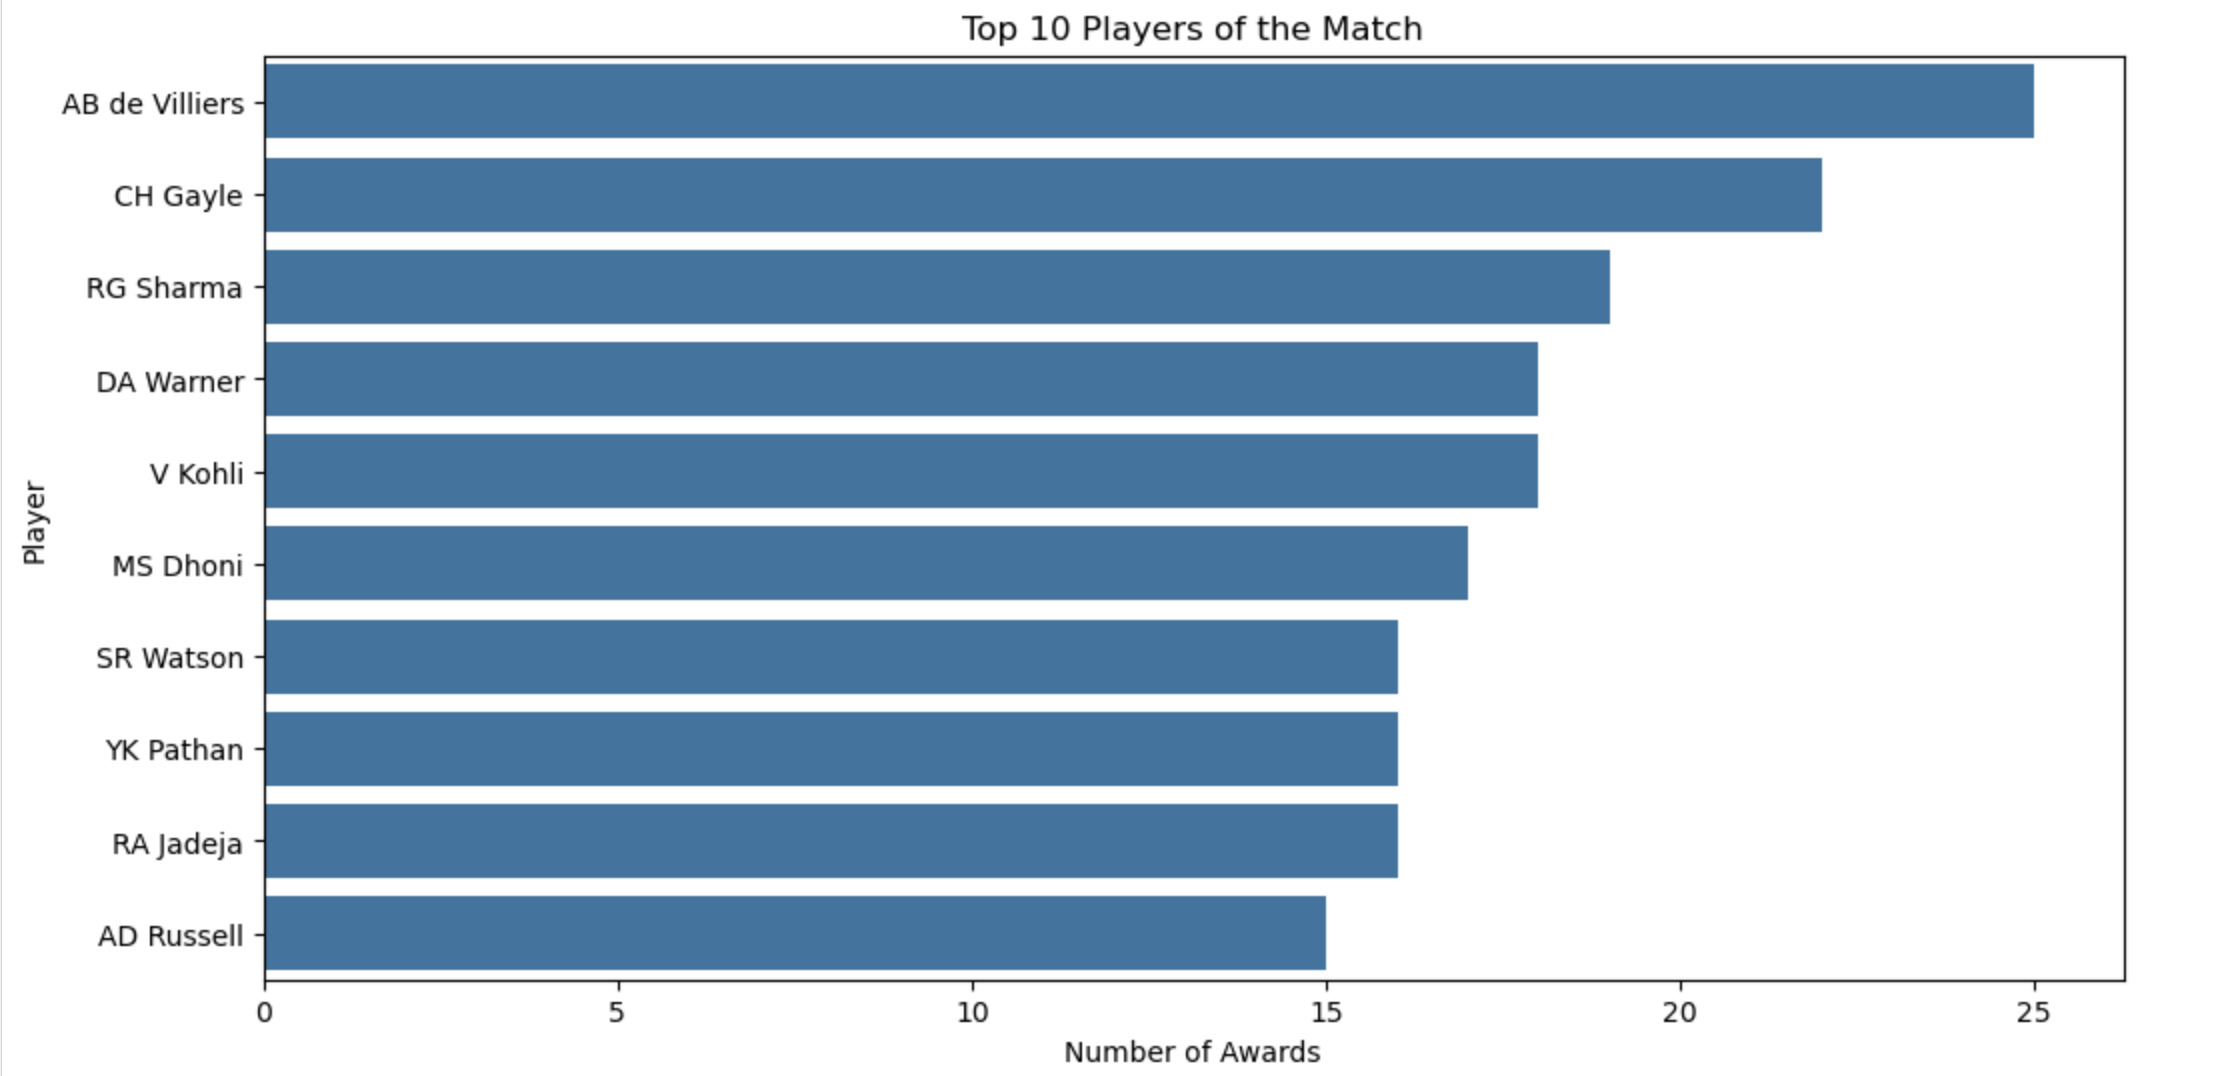 Top 10 Players of the Match
AB de Villiers
CH Gayle
RG Sharma
DA Warner
V Kohli
MS Dhoni
SR Watson
YK Pathan
RA Jadeja
AD Russell
Player
0 5 10 15 20 25
Number of Awards